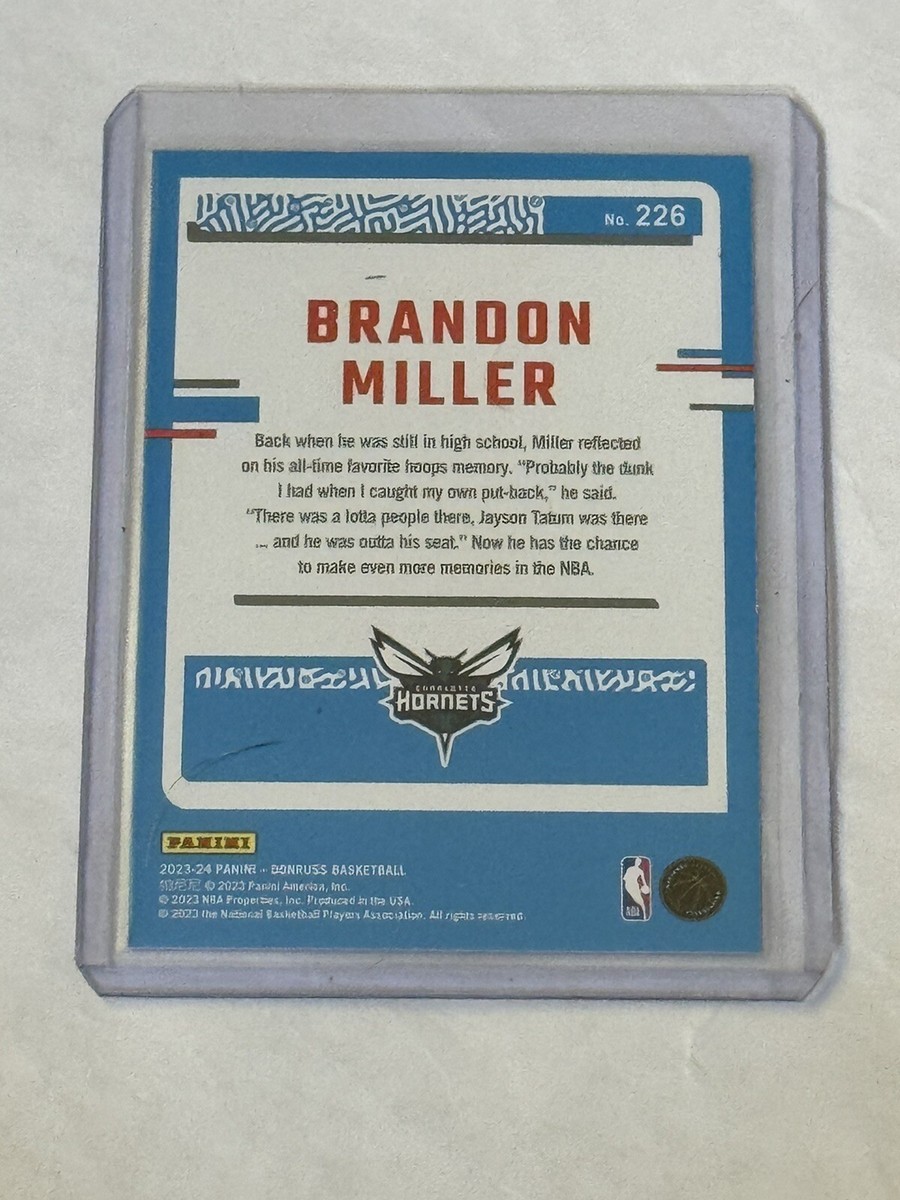 No. 226
BRANDON
MILLER
Back when he was still in high school, Miller reflected
on his all-time favorite hoops memory. "Probably the dunk
I had when I caught my own put-back," he said.
"There was a lotta people there, Jayson Tatum was there
... and he was outta his seat." Now he has the chance
to make even more memories in the NBA.
CHARLOTTE
HORNETS
PANINI
2023-24 PANINI - DONRUSS BASKETBALL
© 2023 Panini America, Inc.
© 2023 NBA Properties, Inc. Produced in the USA.
© 2023 the National Basketball Players Association. All rights reserved.
NBA